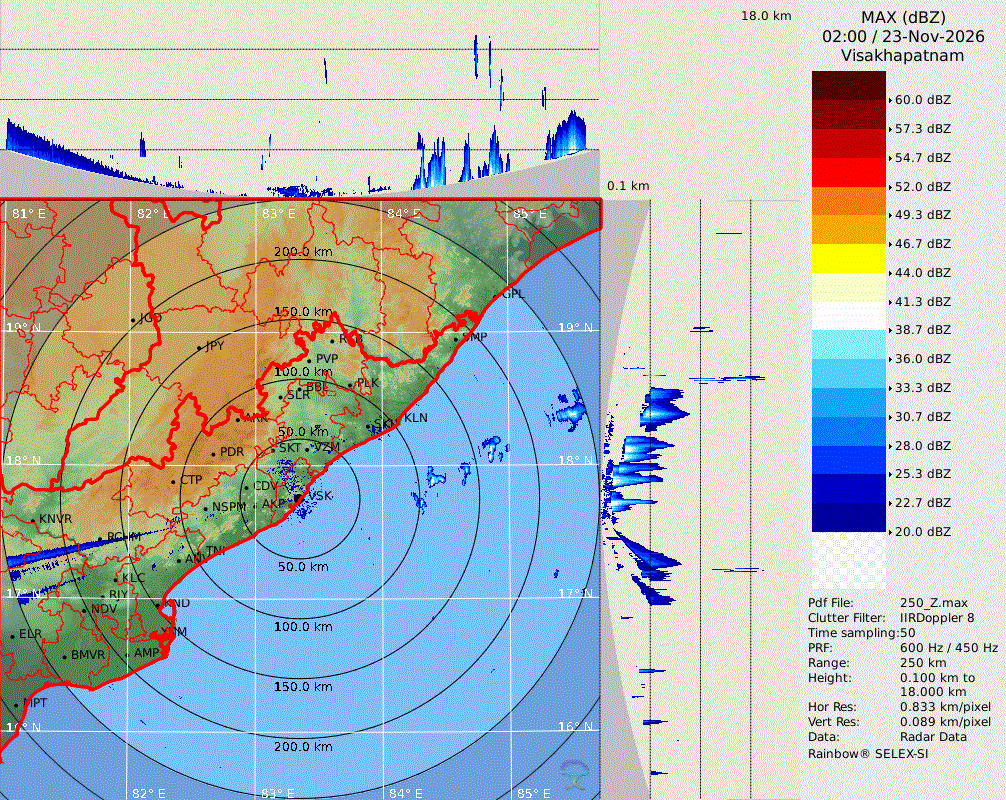 18.0 km
MAX (dBZ)
02:00 / 23-Nov-2026
Visakhapatnam
60.0 dBZ
57.3 dBZ
54.7 dBZ
52.0 dBZ
49.3 dBZ
46.7 dBZ
44.0 dBZ
41.3 dBZ
38.7 dBZ
36.0 dBZ
33.3 dBZ
30.7 dBZ
28.0 dBZ
25.3 dBZ
22.7 dBZ
20.0 dBZ
0.1 km
81° E
82° E
83° E
84° E
85° E
200.0 km
GPL
150.0 km
JGD
19° N
19° N
JPY
SMP
PVP
100.0 km
BBL
PLK
SLR
ARK
KLN
SKM
50.0 km
PDR
SKT
VZM
18° N
18° N
CTP
CDV
VSK
NSPM
AKP
KNVR
RCHM
TNI
50.0 km
KLC
RJY
17° N
17° N
NDV
KND
100.0 km
ELR
YNM
BMVR
AMP
150.0 km
MPT
16° N
16° N
200.0 km
82° E
83° E
84° E
85° E
Pdf File: 250_Z.max
Clutter Filter: IIRDoppler 8
Time sampling:50
PRF: 600 Hz / 450 Hz
Range: 250 km
Height: 0.100 km to
18.000 km
Hor Res: 0.833 km/pixel
Vert Res: 0.089 km/pixel
Data: Radar Data
Rainbow® SELEX-SI